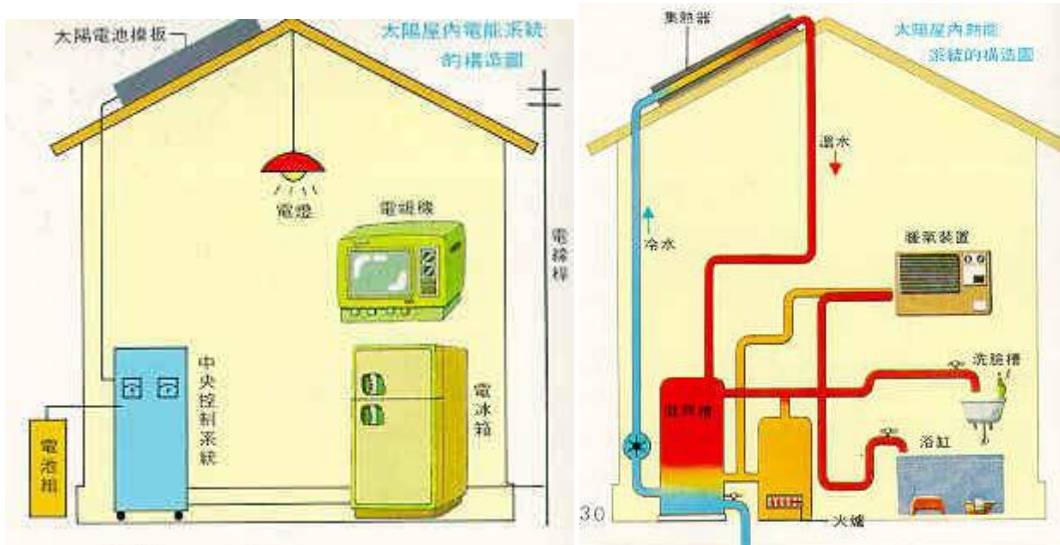 太陽電池模板
太陽屋內電能系統
的構造圖
電燈
電視機
電線桿
中央控制系統
電冰箱
電池組
集熱器
太陽屋內熱能
系統的構造圖
溫水
冷水
暖氣裝置
洗臉槽
浴缸
火爐
30